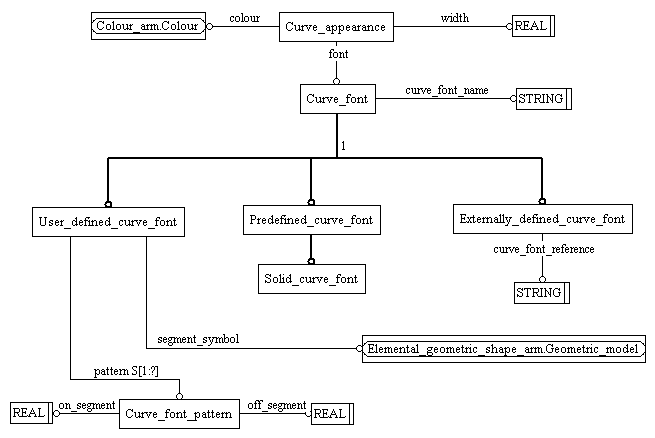 Colour_arm.Colour
colour
Curve_appearance
width
REAL
font
Curve_font
curve_font_name
STRING
1
User_defined_curve_font
Predefined_curve_font
Externally_defined_curve_font
curve_font_reference
Solid_curve_font
STRING
segment_symbol
Elemental_geometric_shape_arm.Geometric_model
pattern S[1:?]
REAL
on_segment
Curve_font_pattern
off_segment
REAL